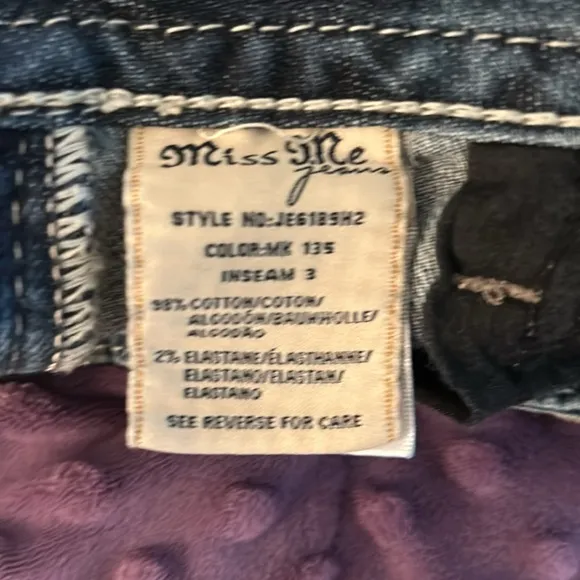 Miss Me
Jeans
STYLE NO:JE6189H2
COLOR:MK 135
INSEAM 3
98% COTTON/COTON/
ALGODÓN/BAUMWOLLE/
ALGODÃO
2% ELASTANE/ÉLASTHANNE/
ELASTANO/ELASTAN/
ELASTANO
SEE REVERSE FOR CARE